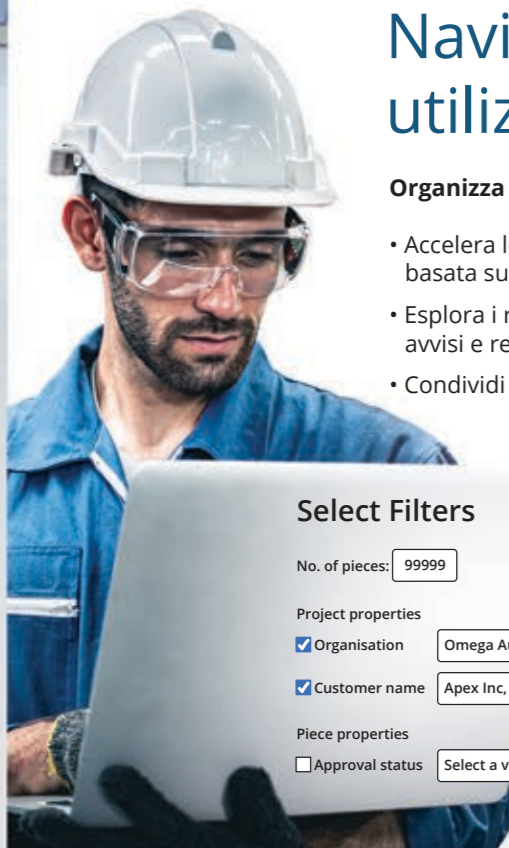 Navi
utiliz
Organizza
• Accelera l
basata su
• Esplora i
avvisi e re
• Condividi
Select Filters
No. of pieces: 99999
Project properties
Organisation Omega A
Customer name Apex Inc,
Piece properties
Approval status Select a v